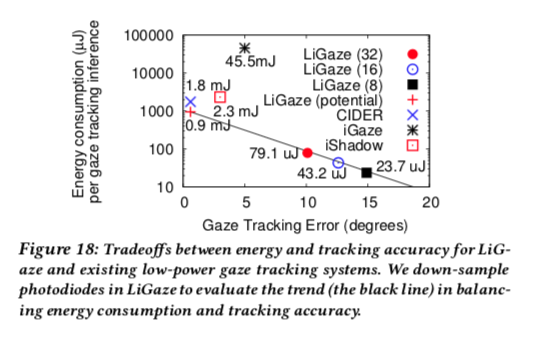 Energy consumption (μJ)
per gaze tracking inference
100000
10000
1000
100
10
45.5mJ
1.8 mJ
2.3 mJ
0.9 mJ
79.1 uJ
43.2 uJ
23.7 uJ
LiGaze (32)
LiGaze (16)
LiGaze (8)
LiGaze (potential)
CIDER
iGaze
iShadow
0 5 10 15 20
Gaze Tracking Error (degrees)
Figure 18: Tradeoffs between energy and tracking accuracy for LiG-
aze and existing low-power gaze tracking systems. We down-sample
photodiodes in LiGaze to evaluate the trend (the black line) in balanc-
ing energy consumption and tracking accuracy.